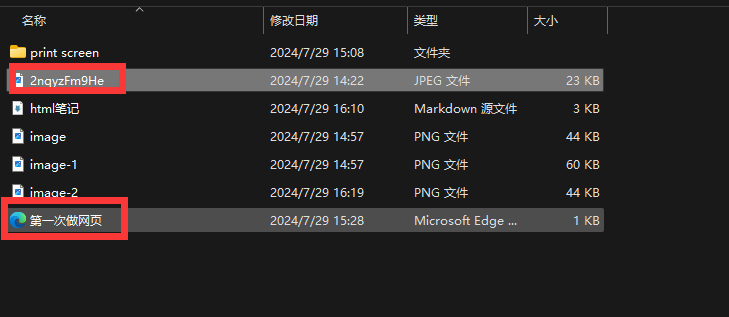 名称 修改日期 类型 大小
print screen 2024/7/29 15:08 文件夹
2nqyzFm9He 2024/7/29 14:22 JPEG 文件 23 KB
html笔记 2024/7/29 16:10 Markdown 源文件 3 KB
image 2024/7/29 14:57 PNG 文件 44 KB
image-1 2024/7/29 14:57 PNG 文件 60 KB
image-2 2024/7/29 16:19 PNG 文件 44 KB
第一次做网页 2024/7/29 15:28 Microsoft Edge ... 1 KB